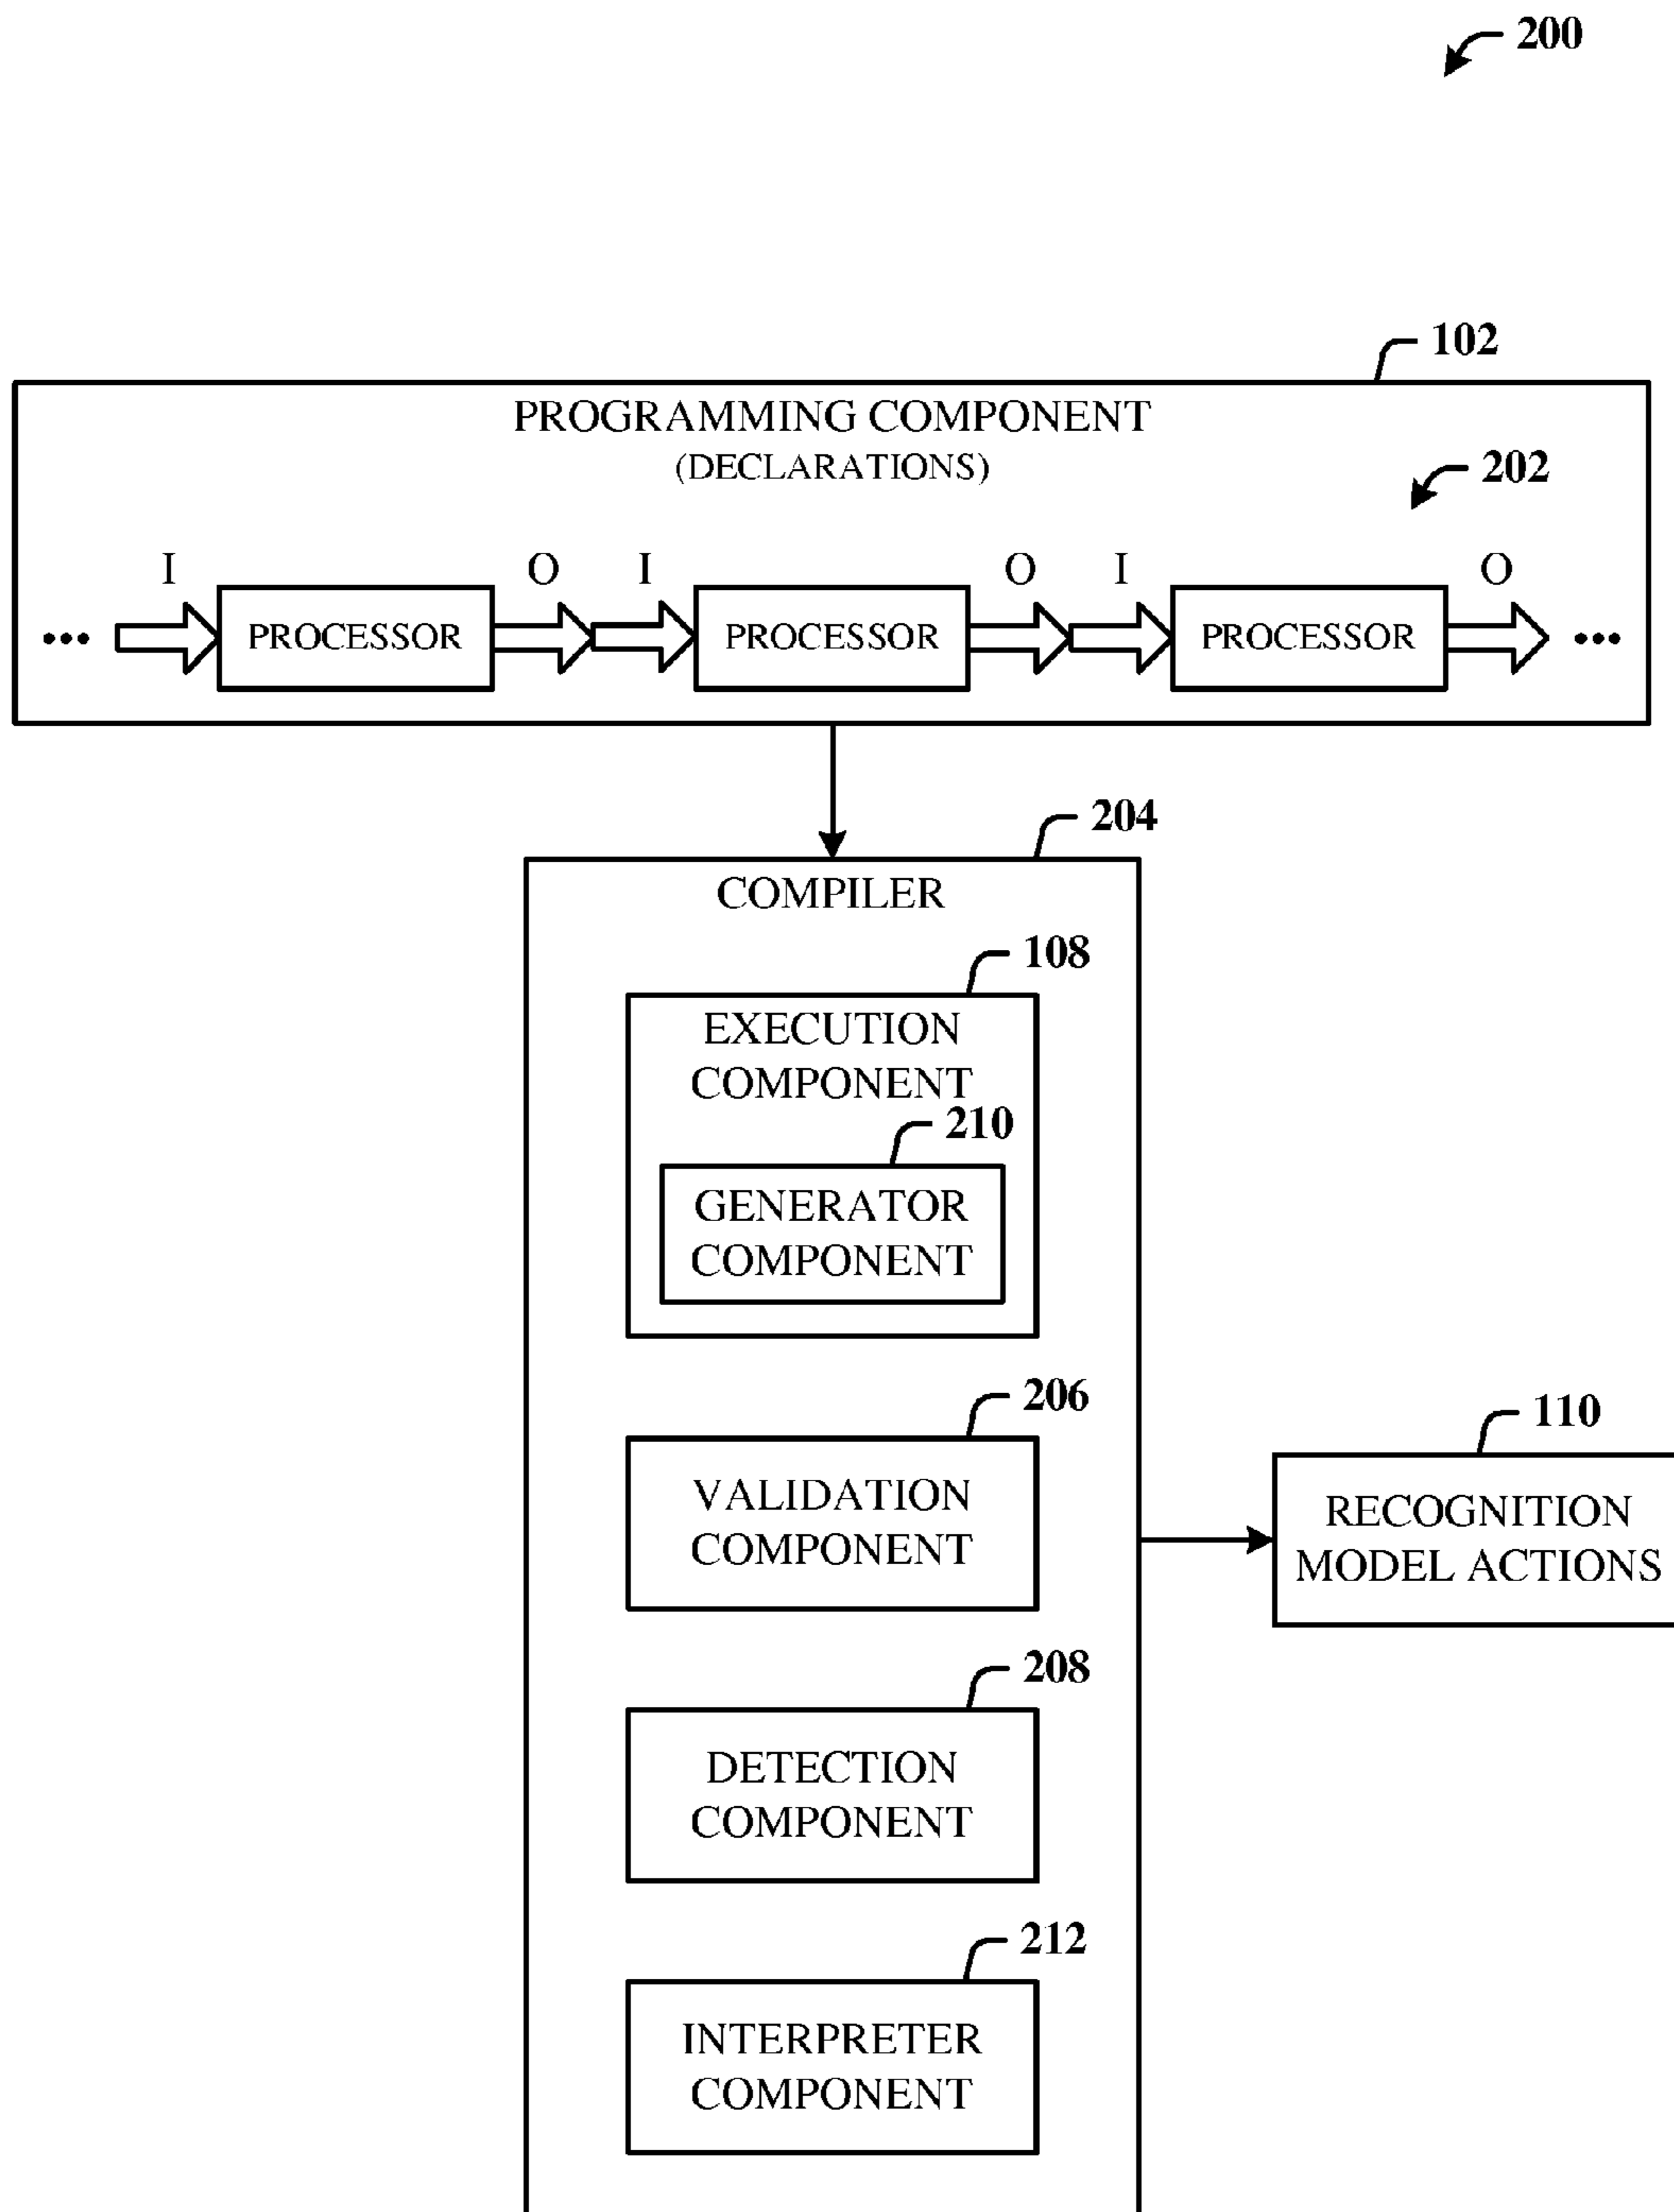 200
102
PROGRAMMING COMPONENT
(DECLARATIONS)
202
I O I O I O
... PROCESSOR PROCESSOR PROCESSOR ...
204
COMPILER
108
EXECUTION
COMPONENT
210
GENERATOR
COMPONENT
206
VALIDATION
COMPONENT
110
RECOGNITION
MODEL ACTIONS
208
DETECTION
COMPONENT
212
INTERPRETER
COMPONENT